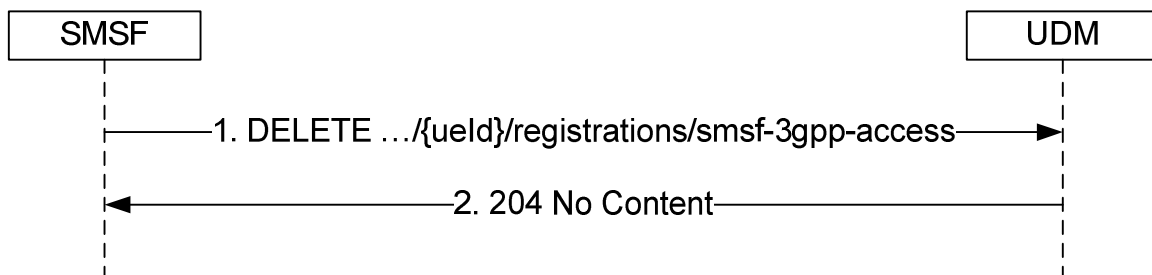 SMSF
UDM
1. DELETE …/{ueId}/registrations/smsf-3gpp-access
2. 204 No Content